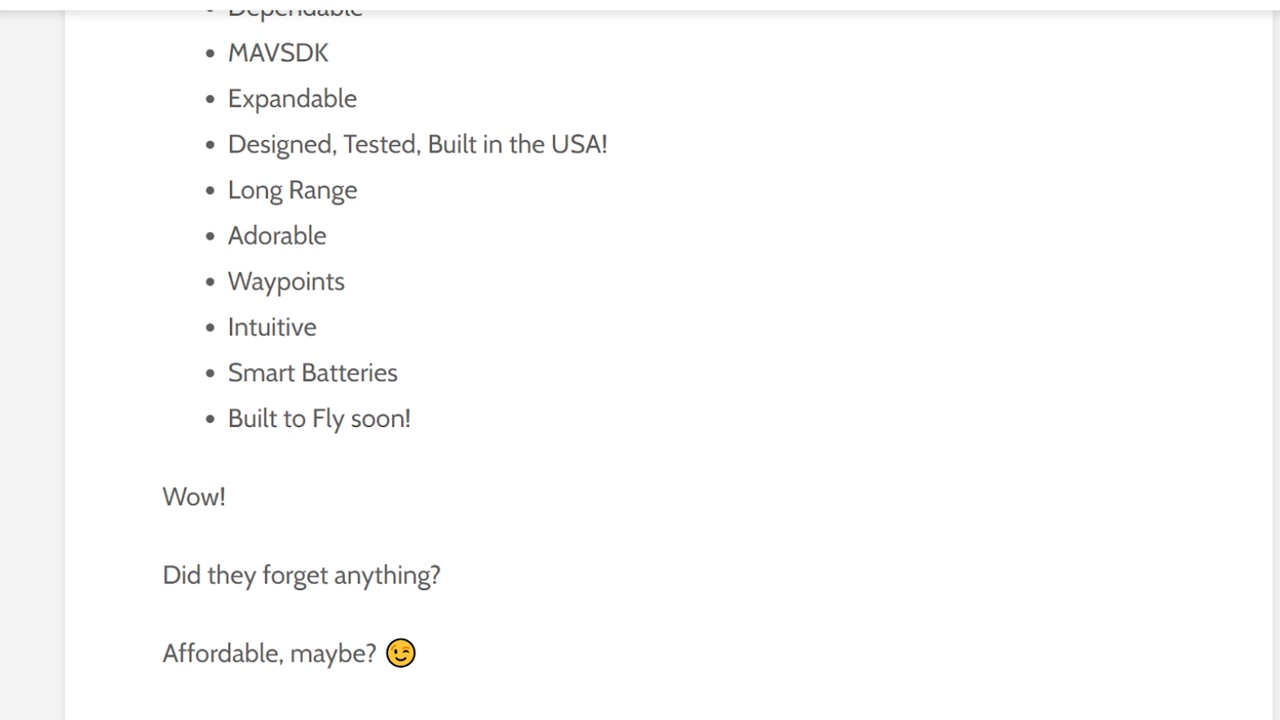 Dependable
MAVSDK
Expandable
Designed, Tested, Built in the USA!
Long Range
Adorable
Waypoints
Intuitive
Smart Batteries
Built to Fly soon!
Wow!
Did they forget anything?
Affordable, maybe? 😉